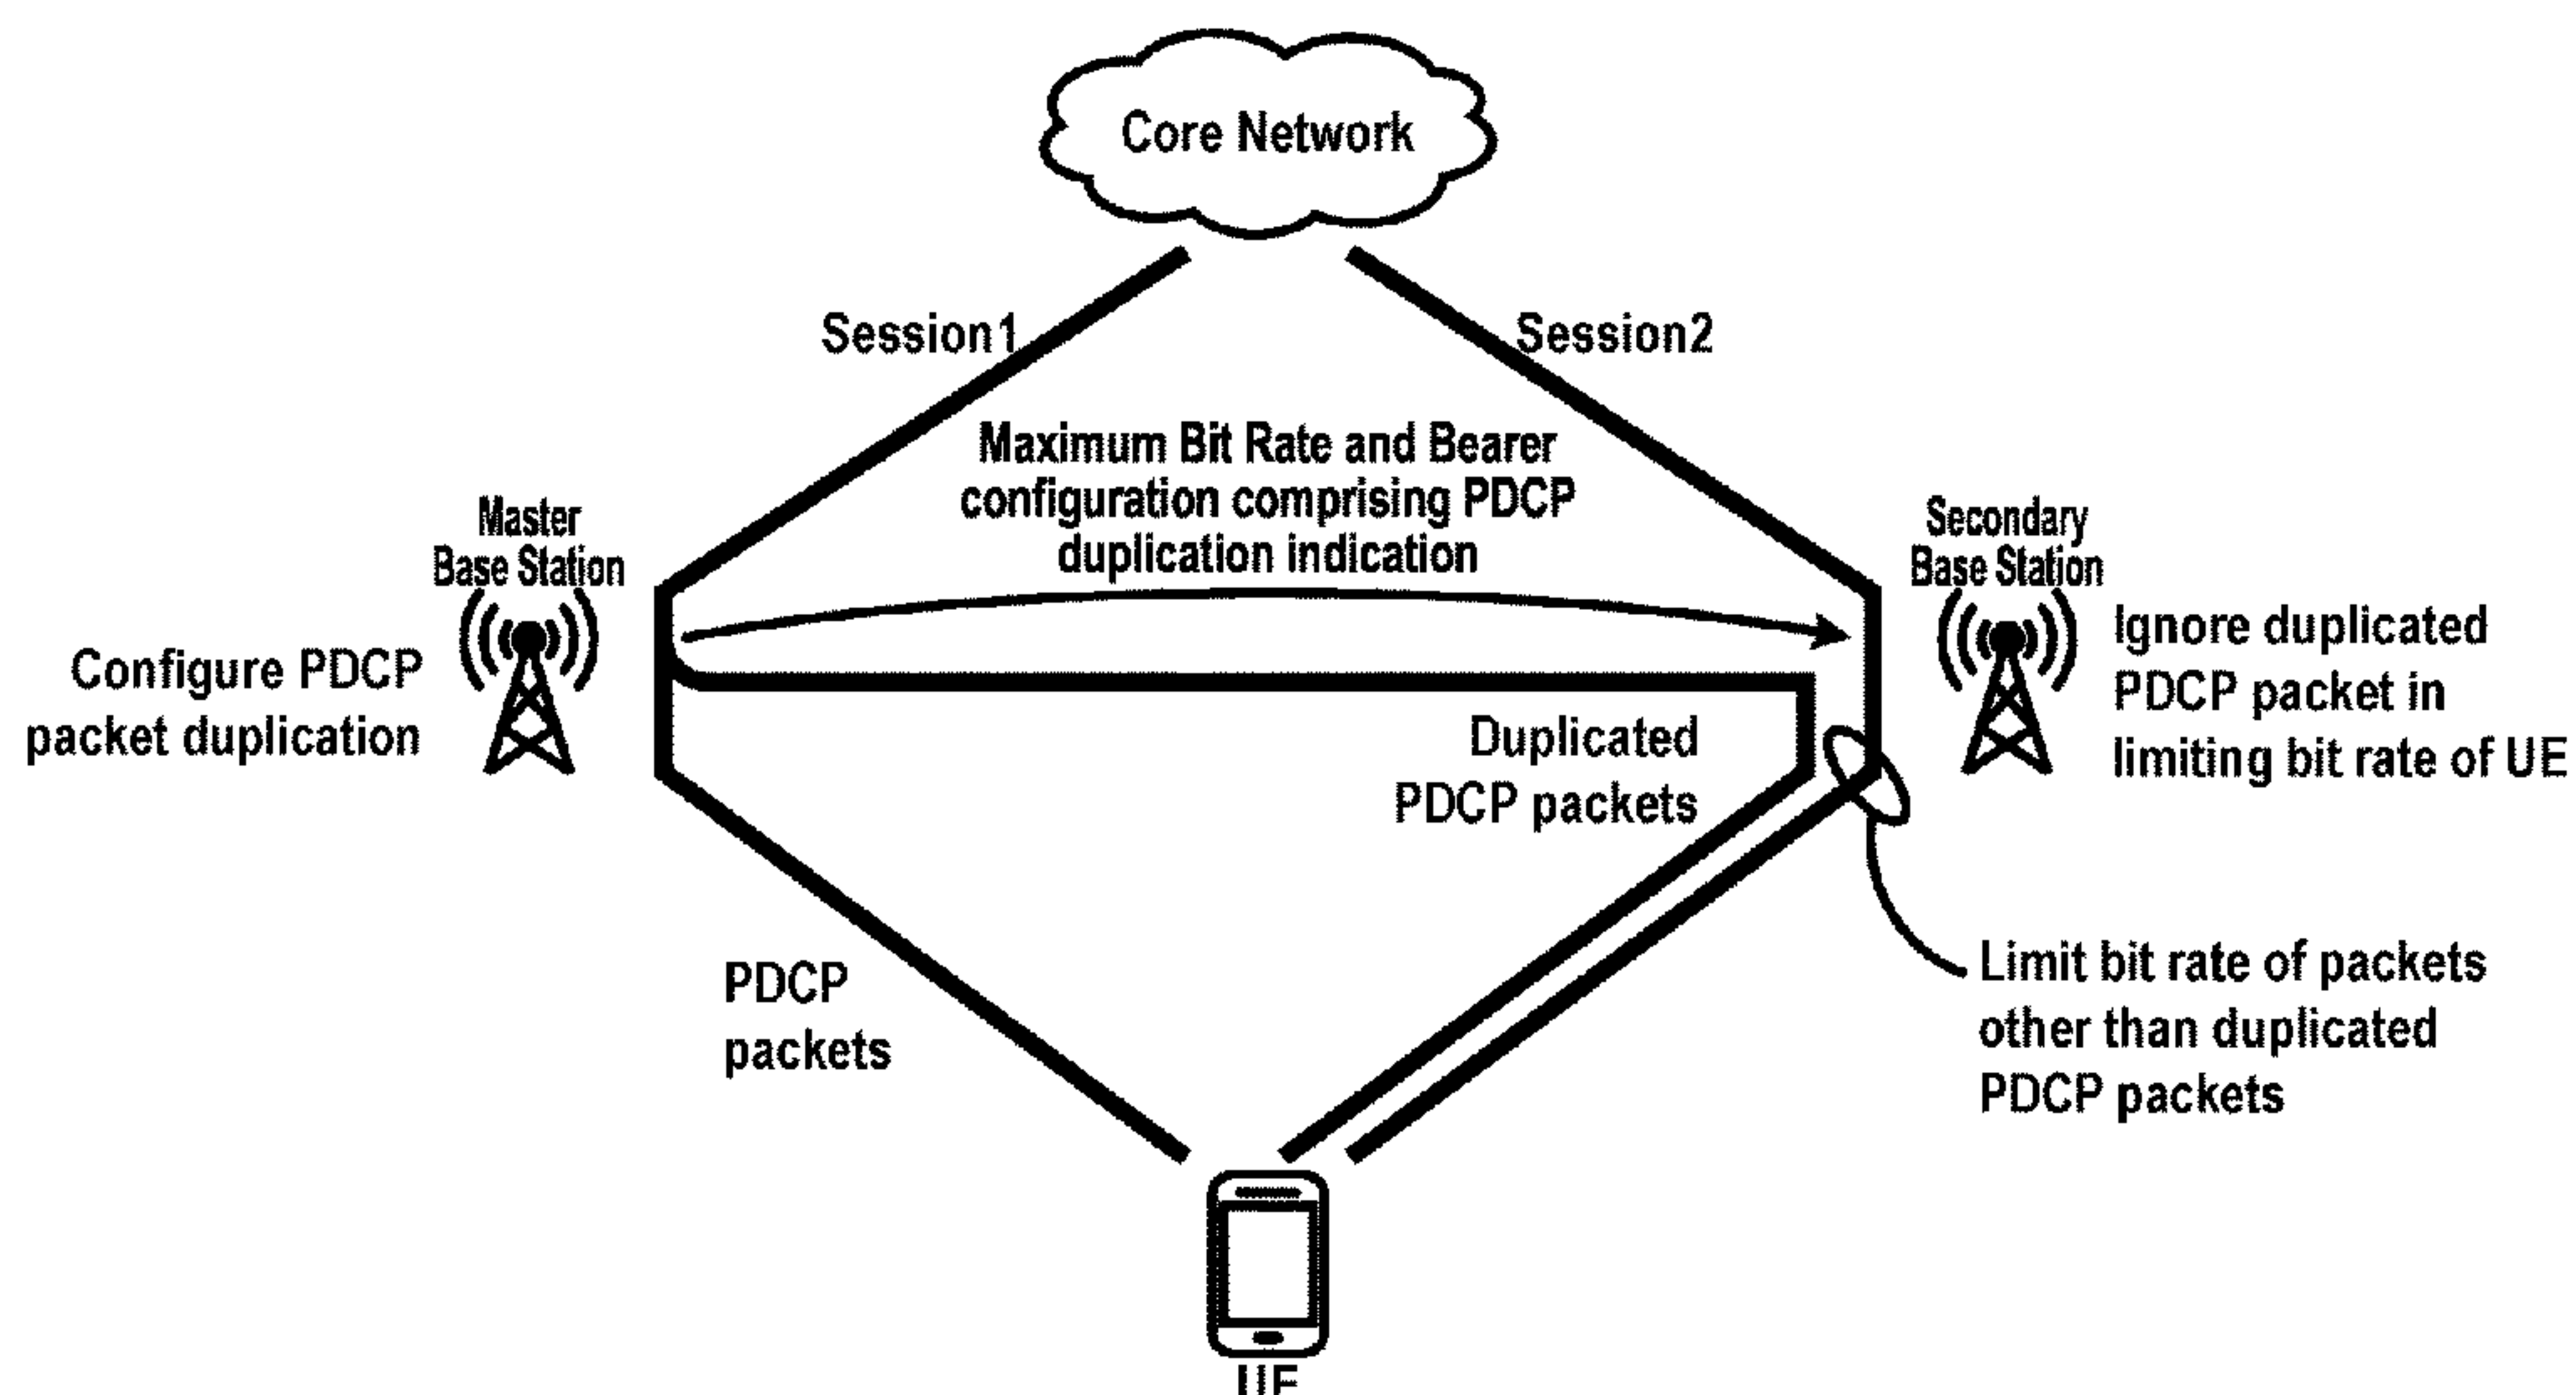 Core Network
Session1
Session2
Maximum Bit Rate and Bearer
configuration comprising PDCP
duplication indication
Master
Base Station
Secondary
Base Station
Configure PDCP
packet duplication
Ignore duplicated
PDCP packet in
limiting bit rate of UE
Duplicated
PDCP packets
PDCP
packets
Limit bit rate of packets
other than duplicated
PDCP packets
UE